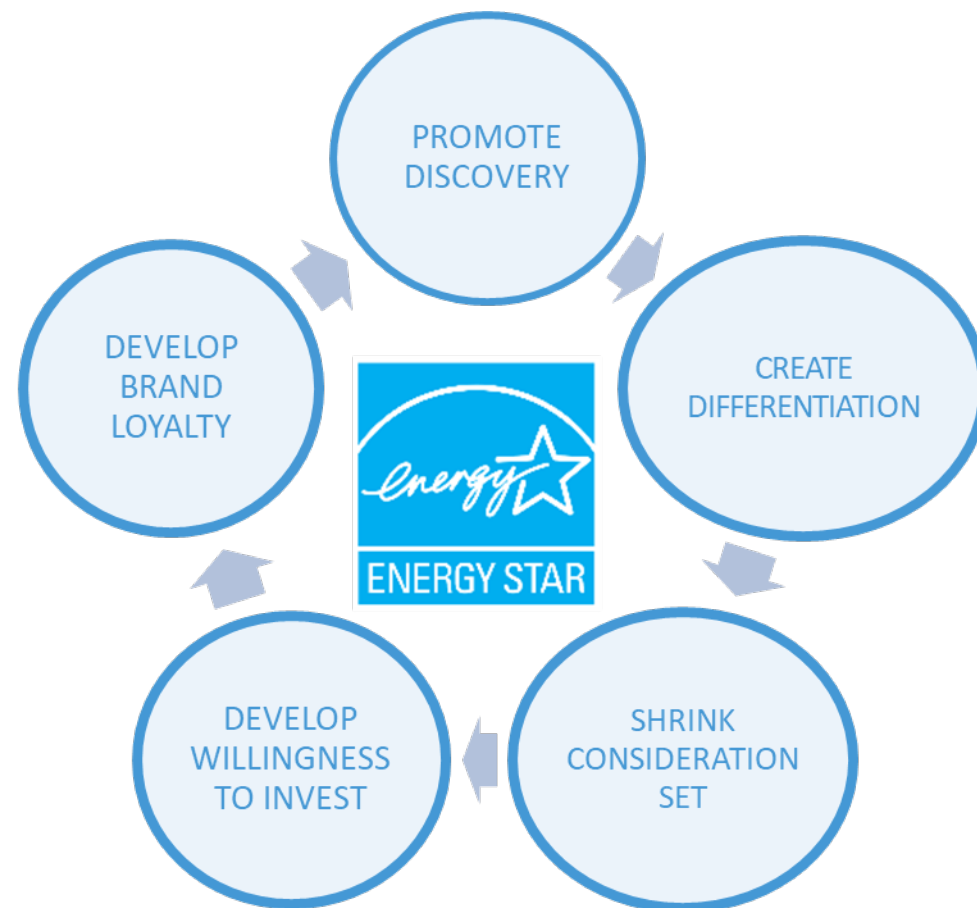 PROMOTE
DISCOVERY
CREATE
DIFFERENTIATION
SHRINK
CONSIDERATION
SET
DEVELOP
WILLINGNESS
TO INVEST
DEVELOP
BRAND
LOYALTY
energy
ENERGY STAR